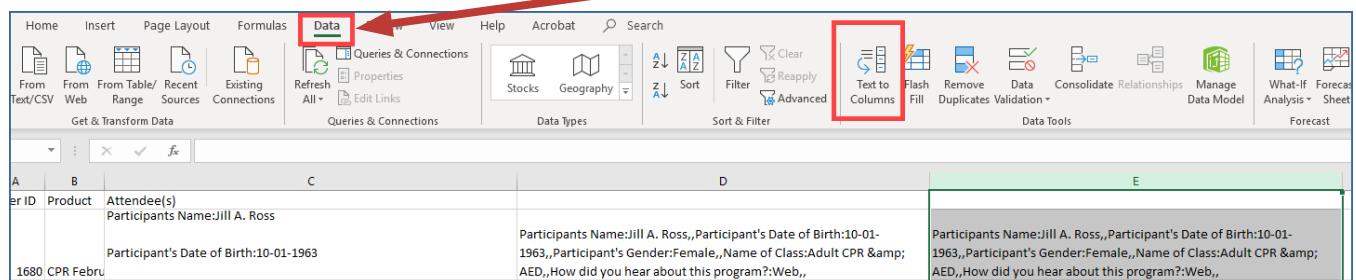 Home Insert Page Layout Formulas Data View Help Acrobat Search
From Text/CSV
From Web
From Table/ Range
Recent Sources
Existing Connections
Refresh All
Queries & Connections
Properties
Edit Links
Stocks
Geography
Sort
Filter
Clear
Reapply
Advanced
Text to Columns
Flash Fill
Remove Duplicates
Data Validation
Consolidate
Relationships
Manage Data Model
What-If Analysis
Forecas
Sheet
Get & Transform Data
Queries & Connections
Data Types
Sort & Filter
Data Tools
Forecast
fx
A B C D E
er ID Product Attendee(s)
Participants Name:Jill A. Ross
Participant's Date of Birth:10-01-1963
1680 CPR Febru
Participants Name:Jill A. Ross,,Participant's Date of Birth:10-01-
1963,,Participant's Gender:Female,,Name of Class:Adult CPR &amp;
AED,,How did you hear about this program?:Web,,
Participants Name:Jill A. Ross,,Participant's Date of Birth:10-01-
1963,,Participant's Gender:Female,,Name of Class:Adult CPR &amp;
AED,,How did you hear about this program?:Web,,